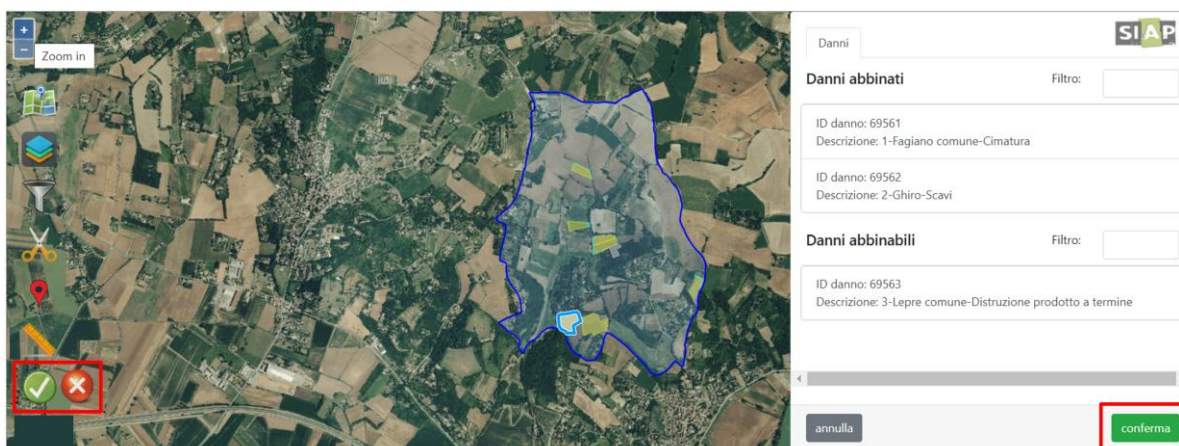 +
−
Zoom in
Danni
SIAP
Danni abbinati
Filtro:
ID danno: 69561
Descrizione: 1-Fagiano comune-Cimatura
ID danno: 69562
Descrizione: 2-Ghiro-Scavi
Danni abbinabili
Filtro:
ID danno: 69563
Descrizione: 3-Lepre comune-Distruzione prodotto a termine
annulla
conferma